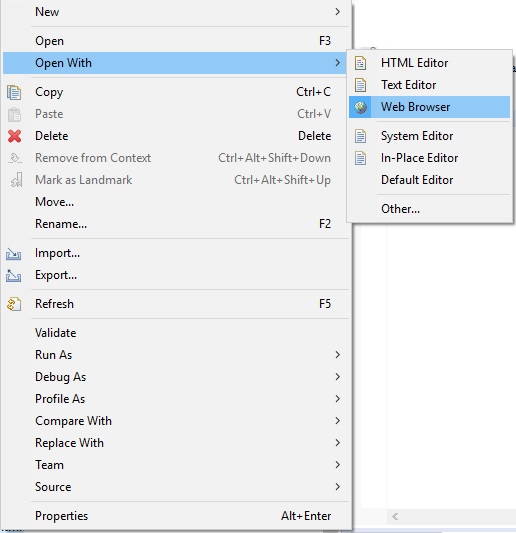 New
Open F3
Open With
Copy Ctrl+C
Paste Ctrl+V
Delete Delete
Remove from Context Ctrl+Alt+Shift+Down
Mark as Landmark Ctrl+Alt+Shift+Up
Move...
Rename... F2
Import...
Export...
Refresh F5
Validate
Run As
Debug As
Profile As
Compare With
Replace With
Team
Source
Properties Alt+Enter
HTML Editor
Text Editor
Web Browser
System Editor
In-Place Editor
Default Editor
Other...